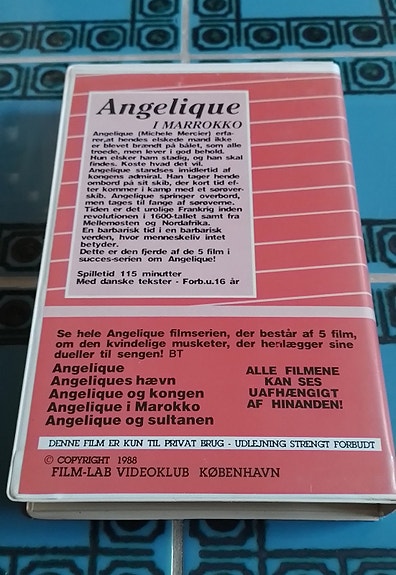 Angelique
I MARROKKO
Angelique (Michele Mercier) erfa-
rer,at hendes elskede mand ikke
er blevet brændt på bålet, som alle
troede, men lever i god behold.
Hun elsker ham stadig, og han skal
findes. Koste hvad det vil.
Angelique standses imidlertid af
kongens admiral. Han tager hende
ombord på sit skib, der kort tid ef-
ter kommer i kamp med et sørøver-
skib. Angelique springer overbord,
men tages til fange af sørøverne.
Tiden er det urolige Frankrig inden
revolutionen i 1600-tallet samt fra
Mellemøsten og Nordafrika.
En barbarisk tid i en barbarisk
verden, hvor menneskeliv intet
betyder.
Dette er den fjerde af de 5 film i
succes-serien om Angelique!
Spilletid 115 minutter
Med danske tekster - Forb.u.16 år
Se hele Angelique filmserien, der består af 5 film,
om den kvindelige musketer, der henlægger sine
dueller til sengen! BT
Angelique
Angeliques hævn
Angelique og kongen
Angelique i Marokko
Angelique og sultanen
ALLE FILMENE
KAN SES
UAFHÆNGIGT
AF HINANDEN!
DENNE FILM ER KUN TIL PRIVAT BRUG - UDLEJNING STRENGT FORBUDT
© COPYRIGHT 1988
FILM-LAB VIDEOKLUB KØBENHAVN